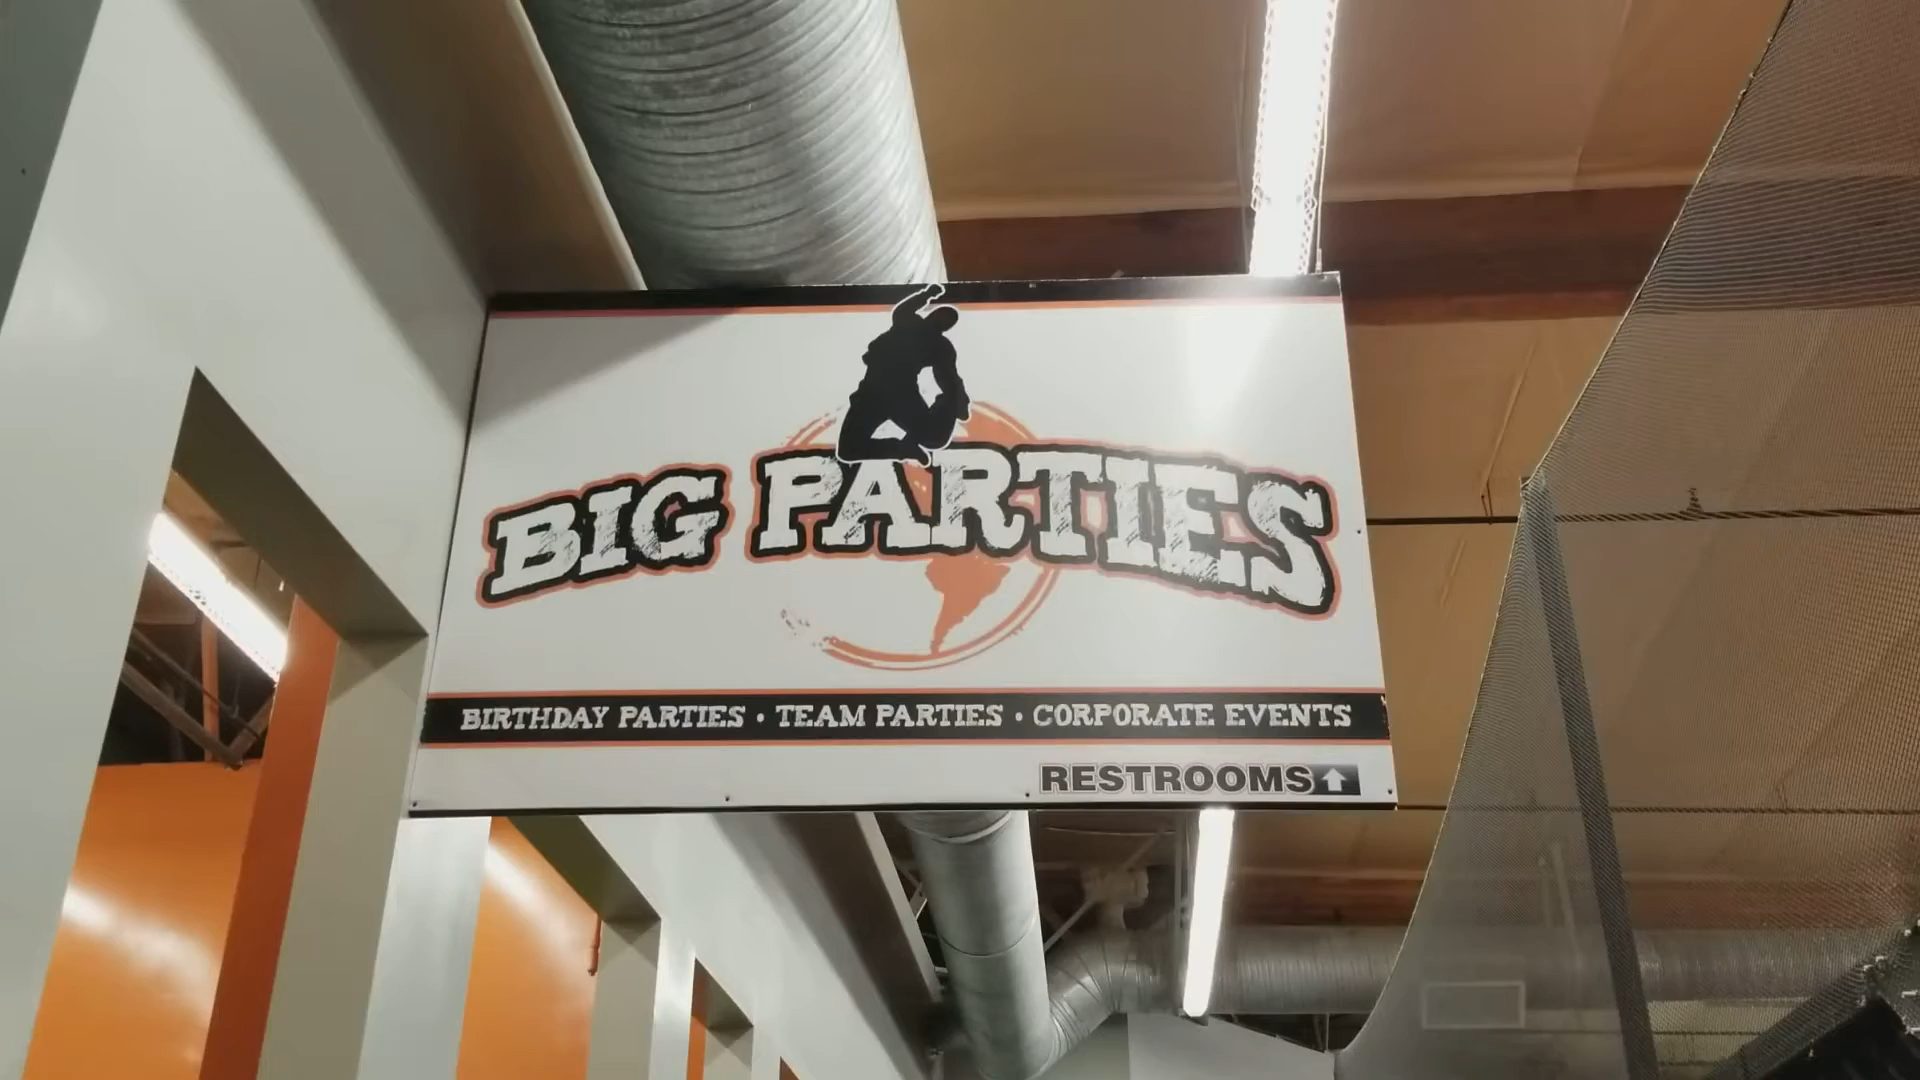 BIG PARTIES
BIRTHDAY PARTIES • TEAM PARTIES • CORPORATE EVENTS
RESTROOMS